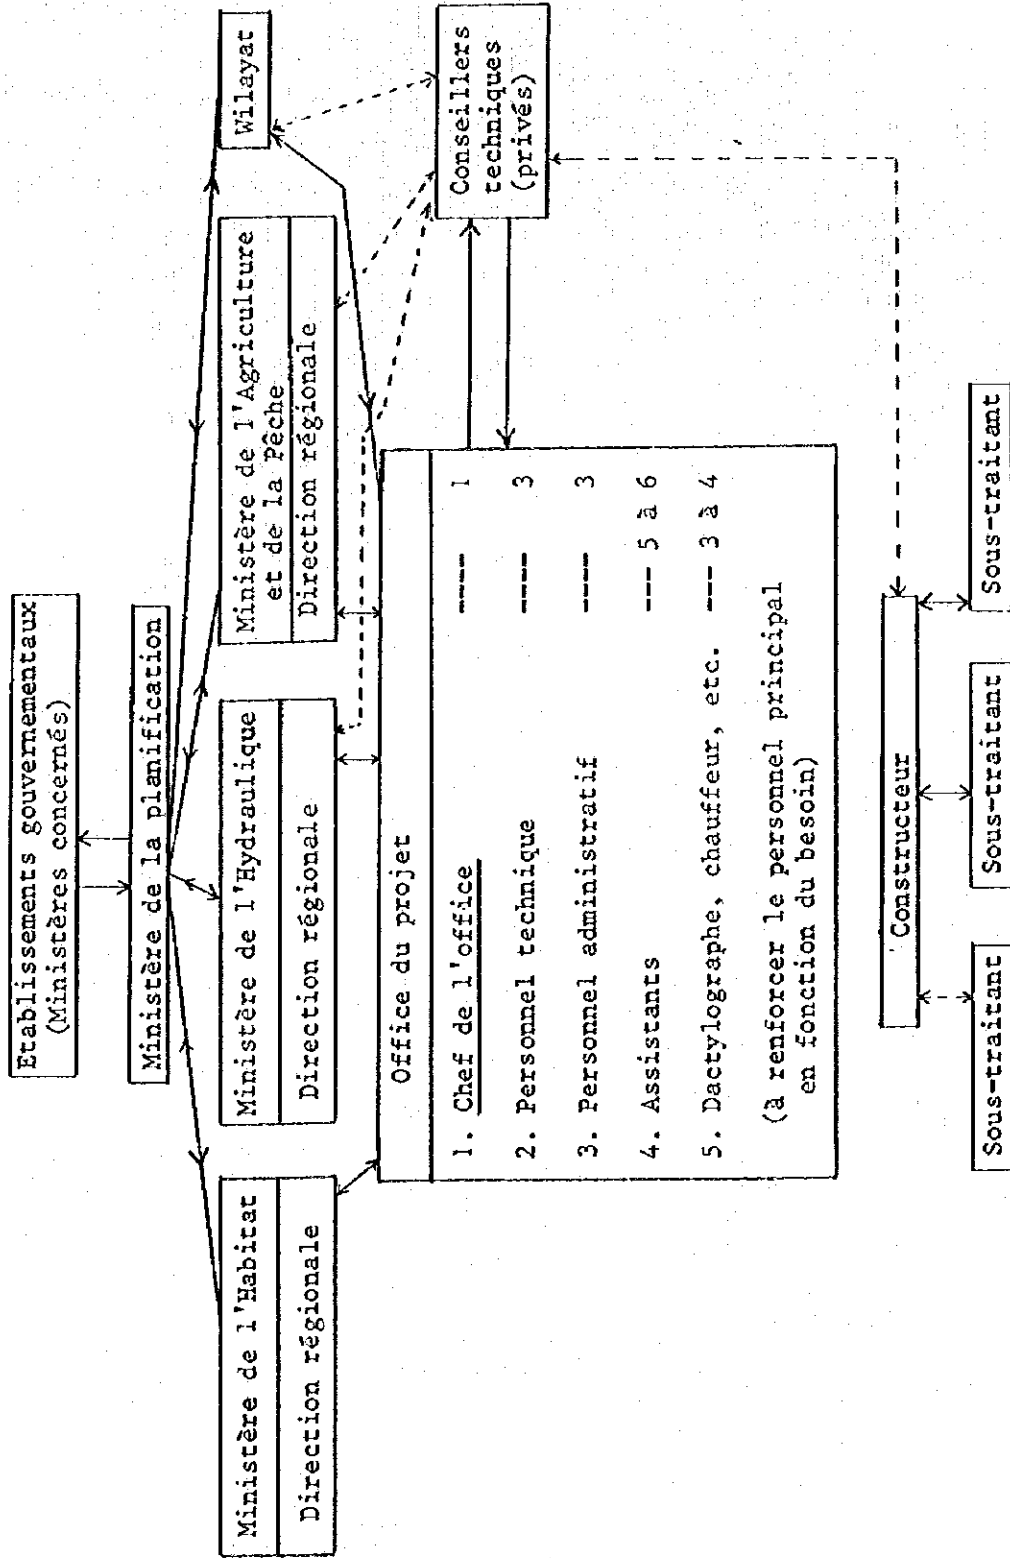 Etablissements gouvernementaux
(Ministères concernés)
Ministère de la planification
Ministère de l'Habitat
Direction régionale
Ministère de l'Hydraulique
Direction régionale
Ministère de l'Agriculture
et de la Pêche
Direction régionale
Wilayat
Office du projet
1. Chef de l'office ---- 1
2. Personnel technique ---- 3
3. Personnel administratif ---- 3
4. Assistants --- 5 à 6
5. Dactylographe, chauffeur, etc. --- 3 à 4
(à renforcer le personnel principal
en fonction du besoin)
Conseillers
techniques
(privés)
Constructeur
Sous-traitant
Sous-traitant
Sous-traitant